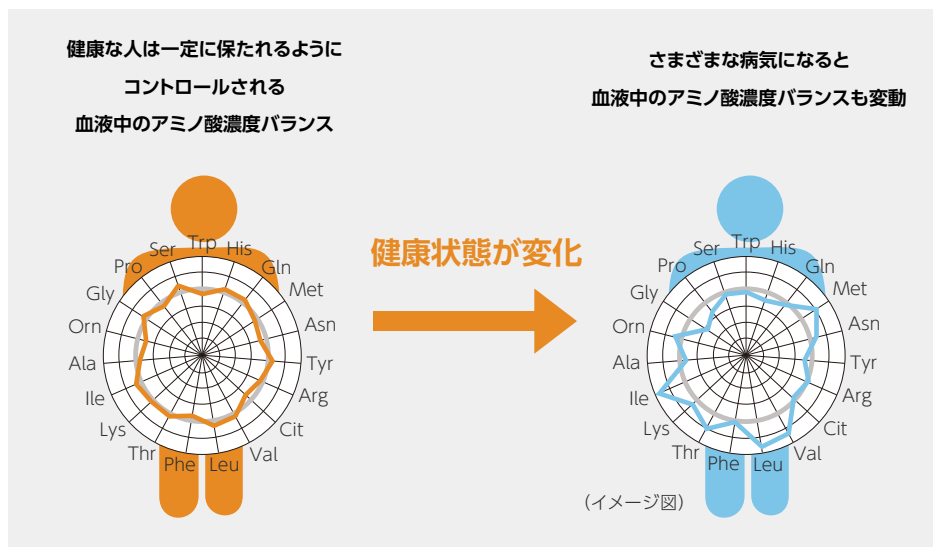 健康な人は一定に保たれるように
コントロールされる
血液中のアミノ酸濃度バランス
さまざまな病気になると
血液中のアミノ酸濃度バランスも変動
健康状態が変化
Trp
His
Gln
Met
Asn
Tyr
Arg
Cit
Val
Leu
Phe
Thr
Lys
Ile
Ala
Orn
Gly
Pro
Ser
Trp
His
Gln
Met
Asn
Tyr
Arg
Cit
Val
Leu
Phe
Thr
Lys
Ile
Ala
Orn
Gly
Pro
Ser
(イメージ図)